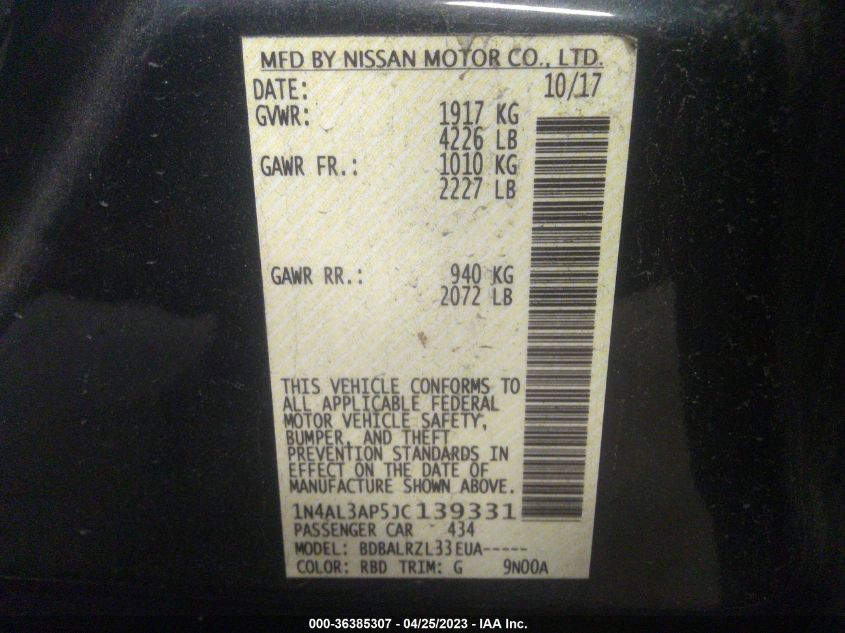 MFD BY NISSAN MOTOR CO., LTD.
DATE: 10/17
GVWR: 1917 KG
4226 LB
GAWR FR.: 1010 KG
2227 LB
GAWR RR.: 940 KG
2072 LB
THIS VEHICLE CONFORMS TO
ALL APPLICABLE FEDERAL
MOTOR VEHICLE SAFETY,
BUMPER, AND THEFT
PREVENTION STANDARDS IN
EFFECT ON THE DATE OF
MANUFACTURE SHOWN ABOVE.
1N4AL3AP5JC139331
PASSENGER CAR 434
MODEL: BDBALRZL33EUA-----
COLOR: RBD TRIM: G 9N00A
000-36385307 - 04/25/2023 - IAA Inc.